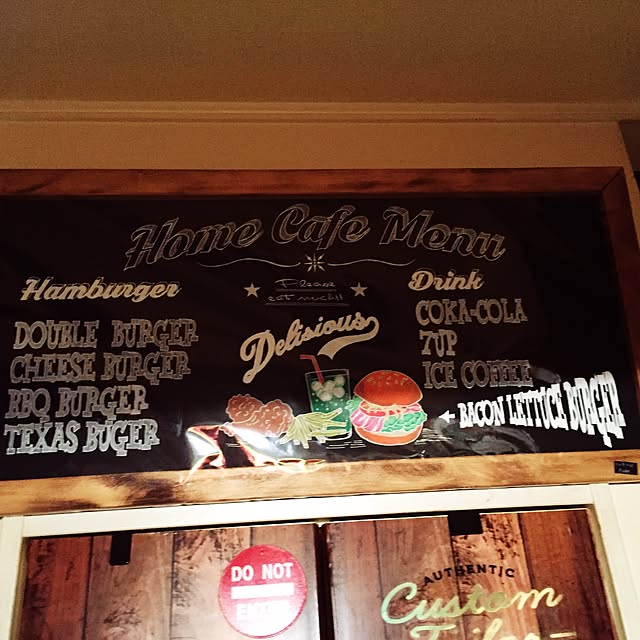 Home Cafe Menu
Hamburger
DOUBLE BURGER
CHEESE BURGER
BBQ BURGER
TEXAS BUGER
Please
eat much!!
Delisious
Drink
COKA-COLA
7UP
ICE COFFEE
← BACON LETTUCE BURGAR
DO NOT
ENTER
AUTHENTIC
Custom